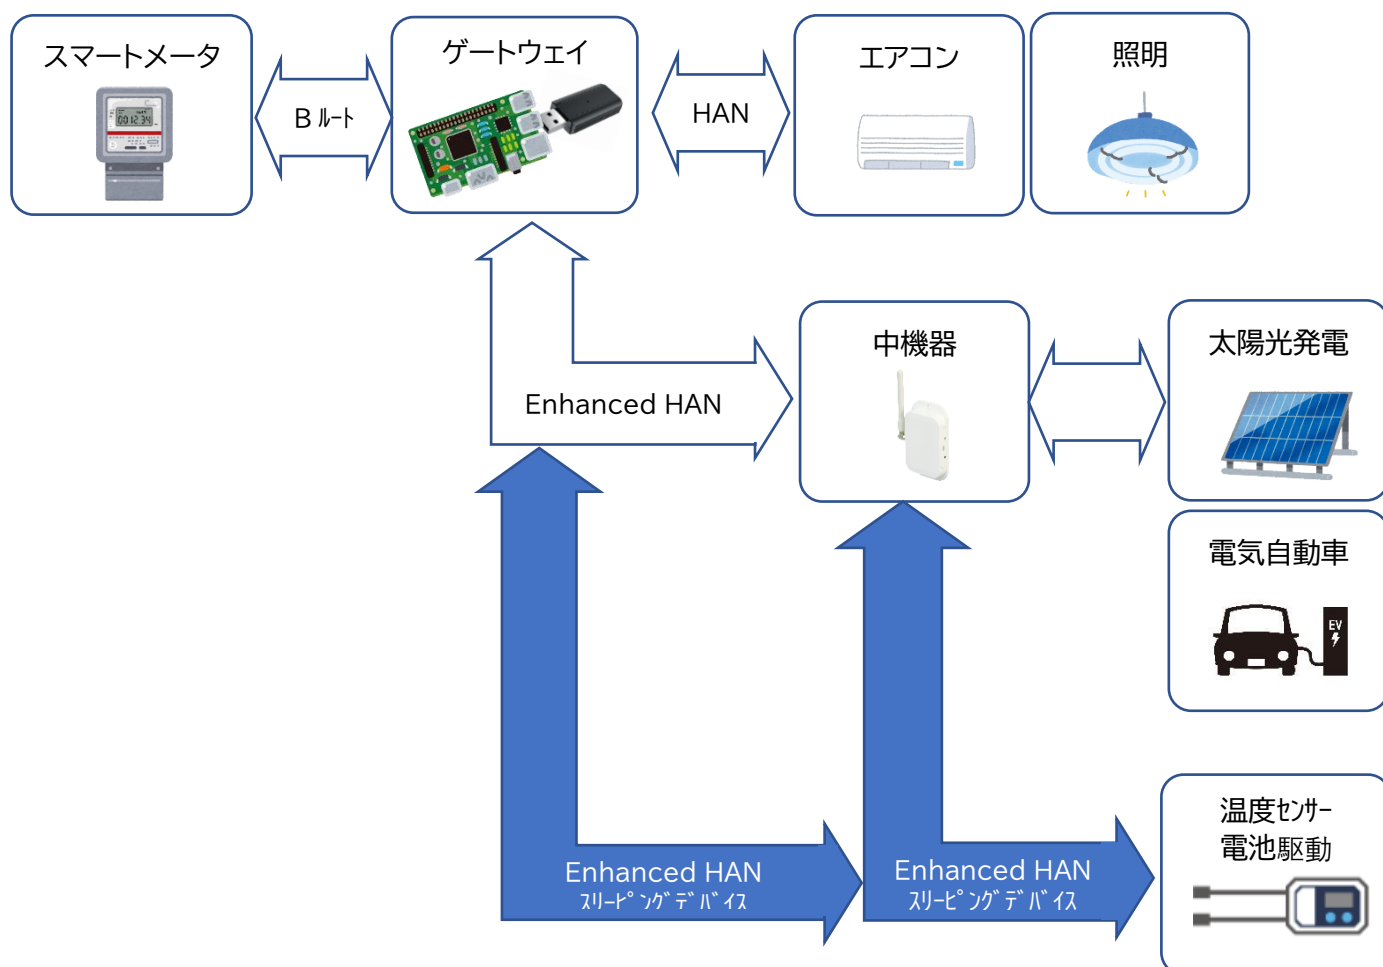 スマートメータ
ゲートウェイ
エアコン
照明
Bルート
HAN
001234
中機器
太陽光発電
Enhanced HAN
電気自動車
EV
温度センサー
電池駆動
Enhanced HAN
スリーピングデバイス
Enhanced HAN
スリーピングデバイス